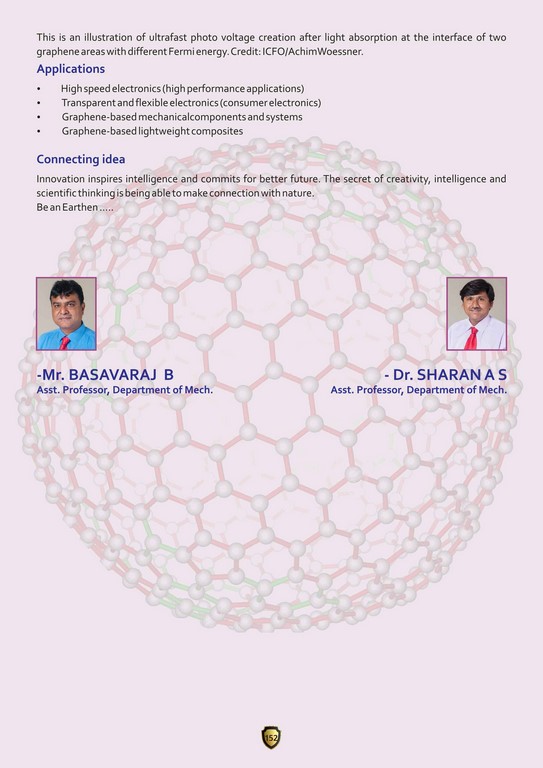 This is an illustration of ultrafast photo voltage creation after light absorption at the interface of two
graphene areas with different Fermi energy. Credit: ICFO/AchimWoessner.
Applications
• High speed electronics (high performance applications)
• Transparent and flexible electronics (consumer electronics)
• Graphene-based mechanicalcomponents and systems
• Graphene-based lightweight composites
Connecting idea
Innovation inspires intelligence and commits for better future. The secret of creativity, intelligence and
scientific thinking is being able to make connection with nature.
Be an Earthen .....
-Mr. BASAVARAJ B
Asst. Professor, Department of Mech.
- Dr. SHARAN A S
Asst. Professor, Department of Mech.
152